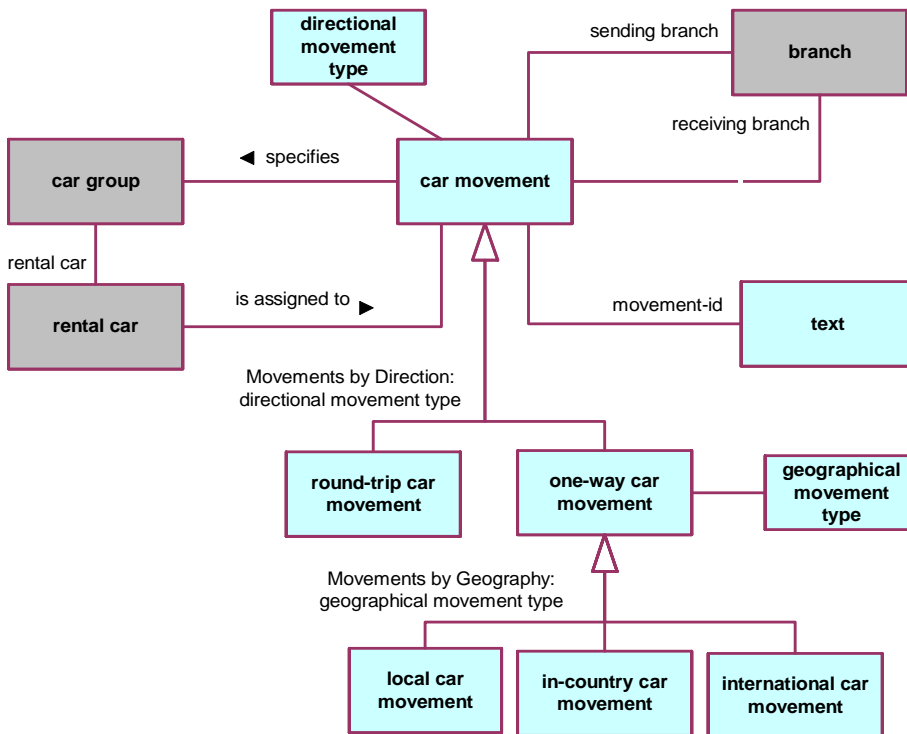 directional
movement
type
sending branch
branch
receiving branch
◄ specifies
car group
car movement
rental car
is assigned to ►
rental car
movement-id
text
Movements by Direction:
directional movement type
round-trip car
movement
one-way car
movement
geographical
movement
type
Movements by Geography:
geographical movement type
local car
movement
in-country car
movement
international car
movement